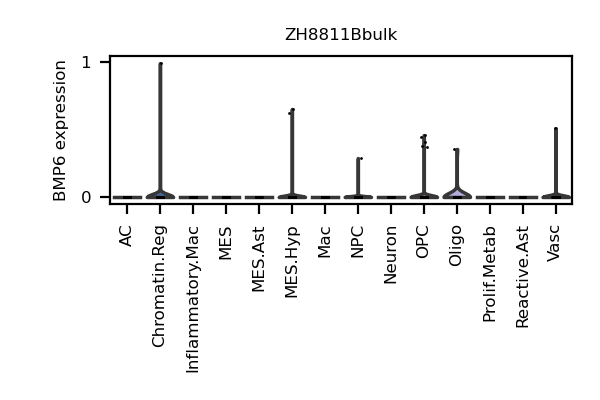 ZH8811Bbulk
BMP6 expression
1
0
AC
Chromatin.Reg
Inflammatory.Mac
MES
MES.Ast
MES.Hyp
Mac
NPC
Neuron
OPC
Oligo
Prolif.Metab
Reactive.Ast
Vasc